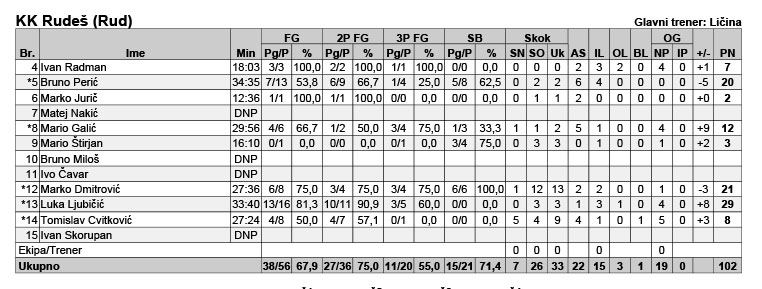 KK Rudeš (Rud) Glavni trener: Ličina
FG 2P FG 3P FG SB Skok OG
Br. Ime Min Pg/P % Pg/P % Pg/P % Pg/P % SN SO Uk AS IL OL BL NP IP +/- PN
4 Ivan Radman 18:03 3/3 100,0 2/2 100,0 1/1 100,0 0/0 0,0 0 0 0 2 3 2 0 4 0 +1 7
*5 Bruno Perić 34:35 7/13 53,8 6/9 66,7 1/4 25,0 5/8 62,5 0 2 2 6 4 0 0 0 0 -5 20
6 Marko Jurič 12:36 1/1 100,0 1/1 100,0 0/0 0,0 0/0 0,0 0 1 1 2 0 0 0 0 0 +0 2
7 Matej Nakić DNP
*8 Mario Galić 29:56 4/6 66,7 1/2 50,0 3/4 75,0 1/3 33,3 1 1 2 5 1 0 0 4 0 +9 12
9 Mario Štirjan 16:10 0/1 0,0 0/1 0,0 0/0 0,0 3/4 75,0 0 3 3 0 1 0 0 1 0 +2 3
10 Bruno Miloš DNP
11 Ivo Čavar DNP
*12 Marko Dmitrović 27:36 6/8 75,0 3/4 75,0 3/4 75,0 6/6 100,0 1 12 13 2 2 0 0 1 0 -3 21
*13 Luka Ljubičić 33:40 13/16 81,3 10/11 90,9 3/5 60,0 0/0 0,0 0 3 3 1 3 1 0 4 0 +8 29
*14 Tomislav Cvitković 27:24 4/8 50,0 4/7 57,1 0/1 0,0 0/0 0,0 5 4 9 4 1 0 1 5 0 +3 8
15 Ivan Skorupan DNP
Ekipa/Trener 0 0 0 0 0
Ukupno 38/56 67,9 27/36 75,0 11/20 55,0 15/21 71,4 7 26 33 22 15 3 1 19 0 102